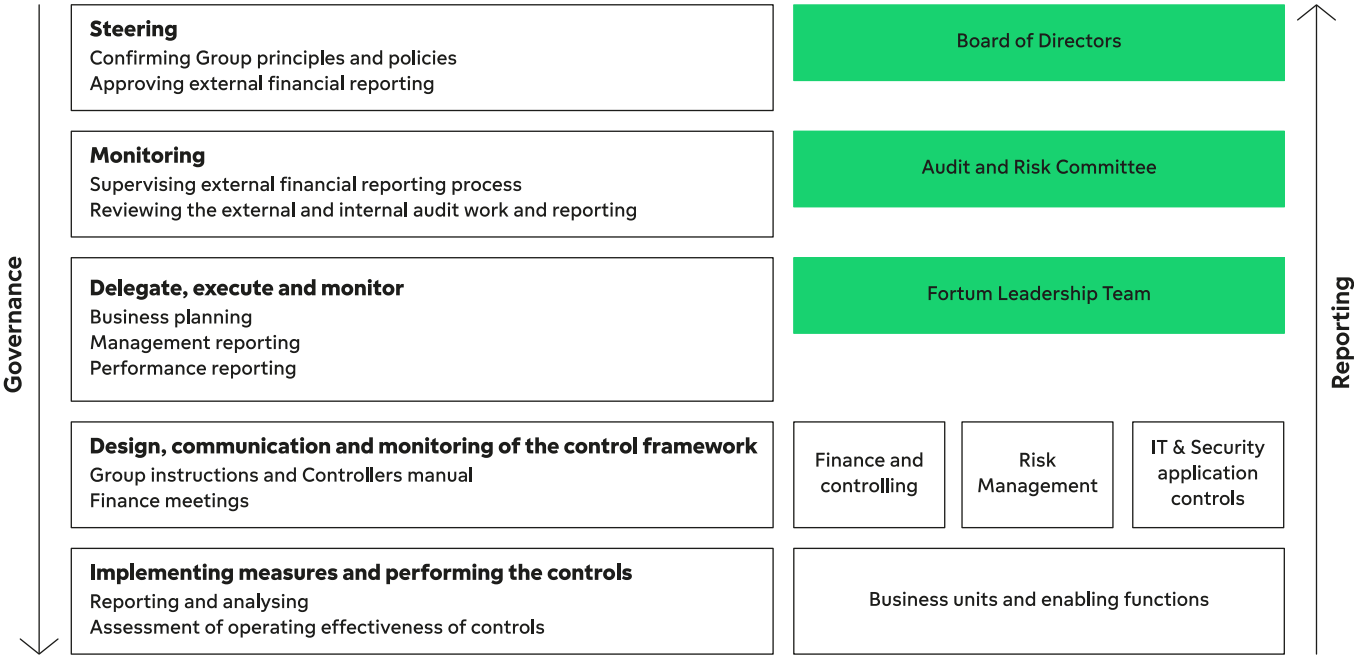 Governance
Steering
Confirming Group principles and policies
Approving external financial reporting
Board of Directors
Monitoring
Supervising external financial reporting process
Reviewing the external and internal audit work and reporting
Audit and Risk Committee
Delegate, execute and monitor
Business planning
Management reporting
Performance reporting
Fortum Leadership Team
Design, communication and monitoring of the control framework
Group instructions and Controllers manual
Finance meetings
Finance and
controlling
Risk
Management
IT & Security
application
controls
Implementing measures and performing the controls
Reporting and analysing
Assessment of operating effectiveness of controls
Business units and enabling functions
Reporting